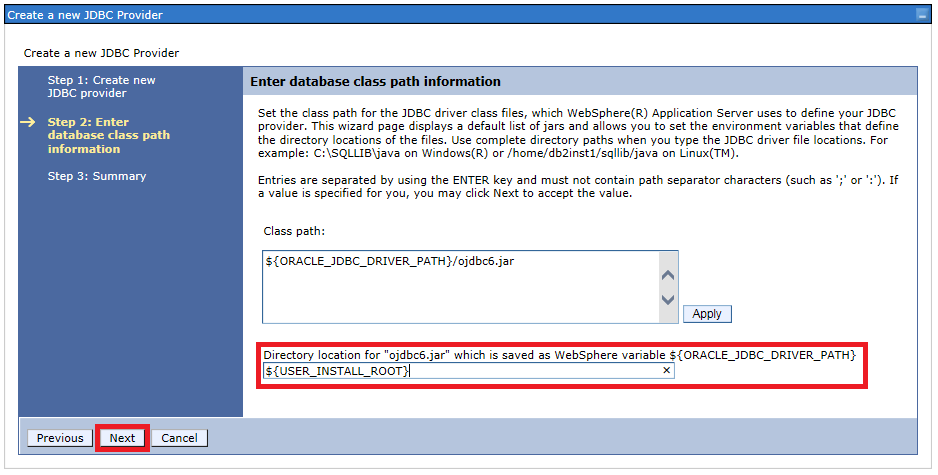 Create a new JDBC Provider
Create a new JDBC Provider
Step 1: Create new
JDBC provider
Step 2: Enter
database class path
information
Step 3: Summary
Enter database class path information
Set the class path for the JDBC driver class files, which WebSphere(R) Application Server uses to define your JDBC
provider. This wizard page displays a default list of jars and allows you to set the environment variables that define
the directory locations of the files. Use complete directory paths when you type the JDBC driver file locations. For
example: C:\SQLLIB\java on Windows(R) or /home/db2inst1/sqllib/java on Linux(TM).
Entries are separated by using the ENTER key and must not contain path separator characters (such as ';' or ':'). If
a value is specified for you, you may click Next to accept the value.
Class path:
${ORACLE_JDBC_DRIVER_PATH}/ojdbc6.jar
Apply
Directory location for "ojdbc6.jar" which is saved as WebSphere variable ${ORACLE_JDBC_DRIVER_PATH}
${USER_INSTALL_ROOT}
Previous Next Cancel